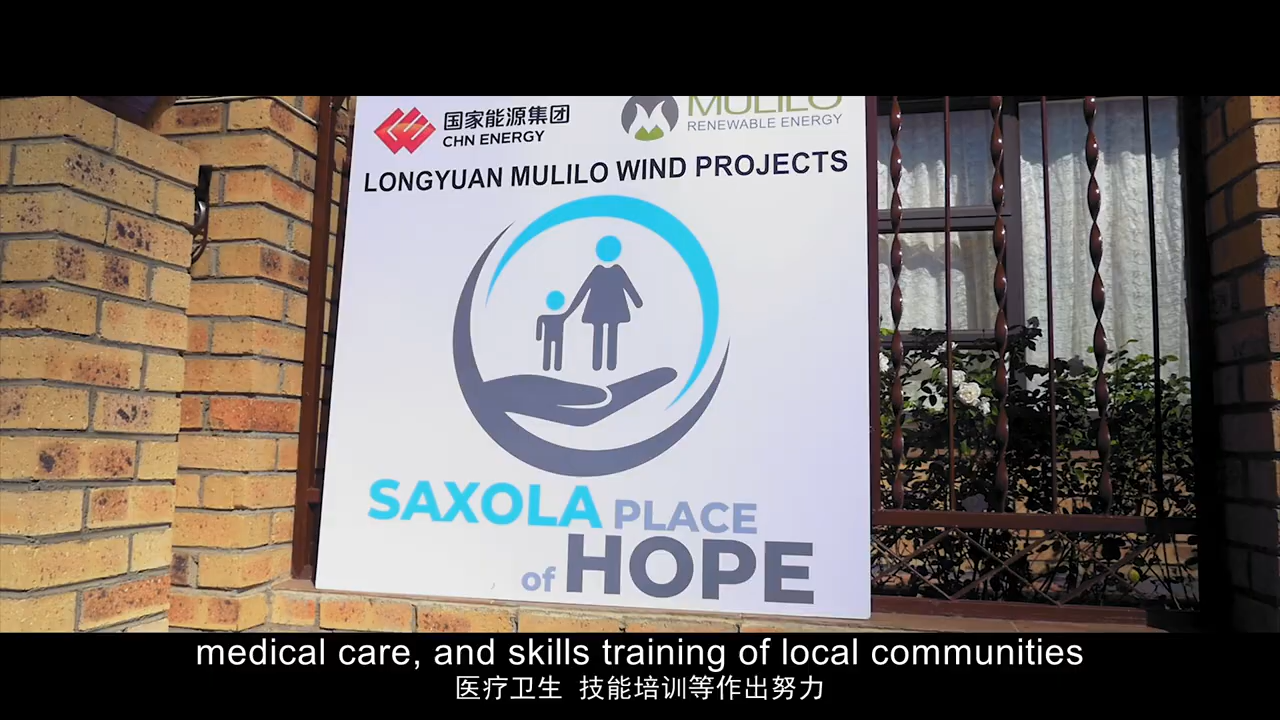 国家能源集团
CHN ENERGY
MULILO
RENEWABLE ENERGY
LONGYUAN MULILO WIND PROJECTS
SAXOLA PLACE
of HOPE
medical care, and skills training of local communities
医疗卫生 技能培训等作出努力